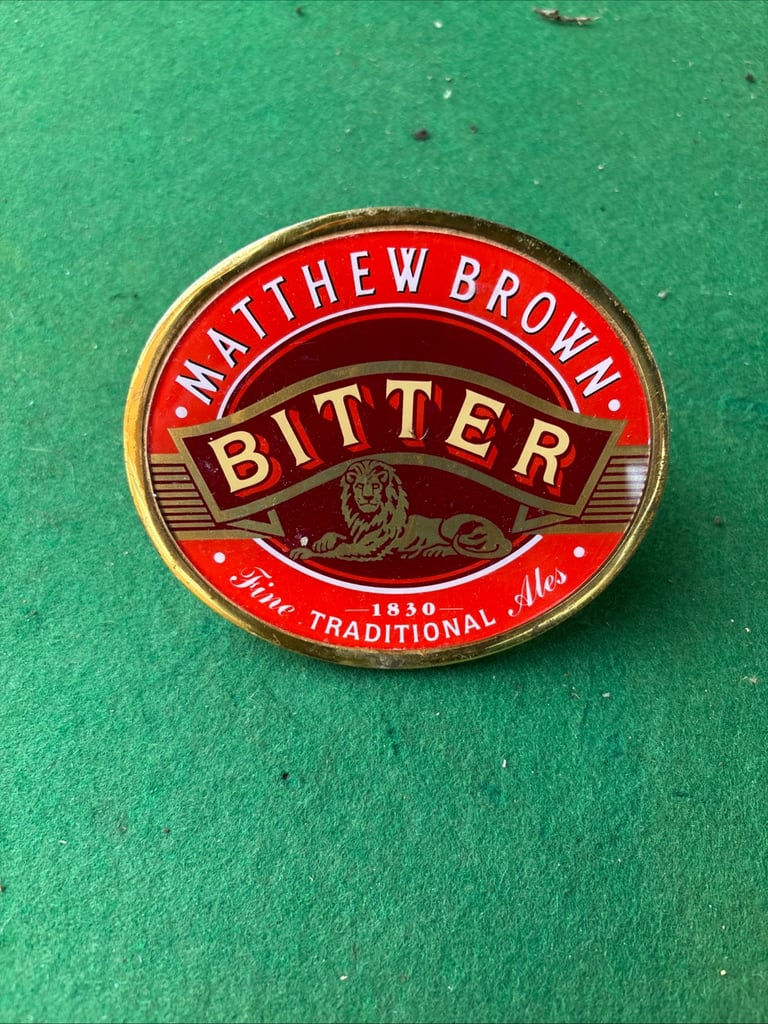 MATTHEW BROWN
BITTER
1830
Fine TRADITIONAL Ales